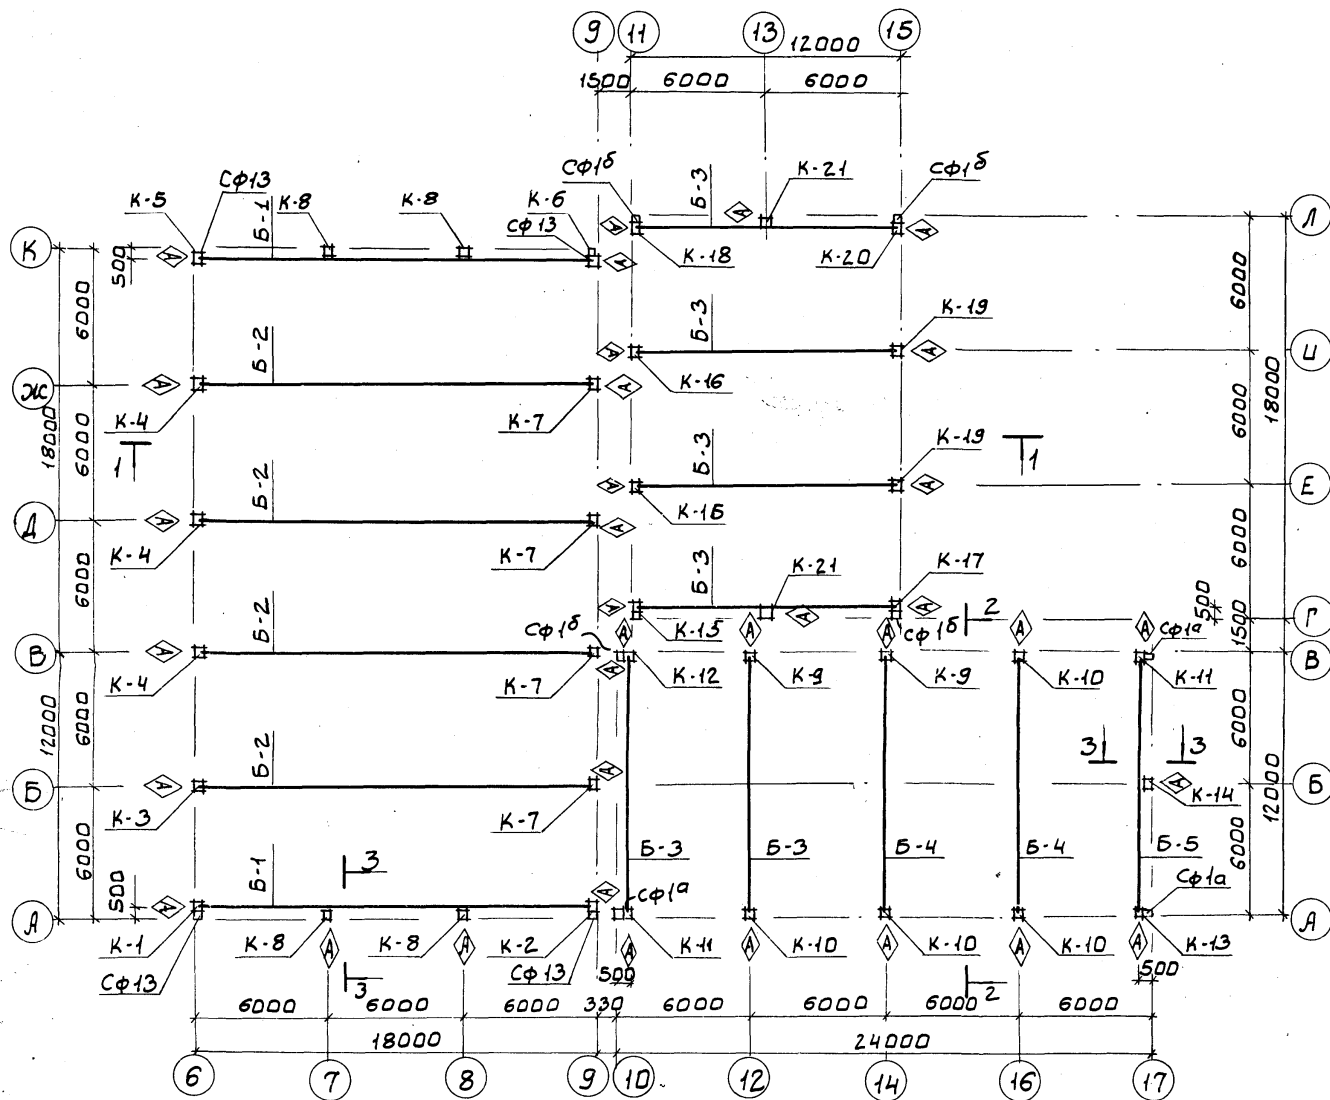 9 11 13 15
12000
1500 6000 6000
СФ1б К-21 СФ1б
СФ13
К-5 К-8 К-8 К-6
СФ13
Б-1 Б-3 А
К А А А А Л
500 К-18 К-20
6000 6000
Б-2 Б-3 К-19
А А А А И
Ж К-16
К-4 К-7
18000 18000
1 6000 6000
Б-2 Б-3 К-19 1
А А Е
Д А А К-16
К-4 К-7
6000 6000
Б-2 Б-3 К-21 К-17
А А А 500
2 Г
СФ1б К-15 А А СФ1б А А 1500
СФ1а
В А А В
К-4 К-7 К-12 К-9 К-9 К-10 К-11
12000 6000 6000 12000
Б-2 3 3
А
Б А А Б
К-3 К-7 К-14
6000 6000
Б-3 Б-3 Б-4 Б-4 Б-5
Б-1 3
500 СФ1а СФ1а
А А А А
К-1 К-8 К-8 К-2 К-11 К-10 К-10 К-10 К-13
А А А А А А А
СФ13 СФ13
3 500 2 500
6000 6000 6000 330 6000 6000 6000 6000
18000 24000
6 7 8 9 10 12 14 16 17